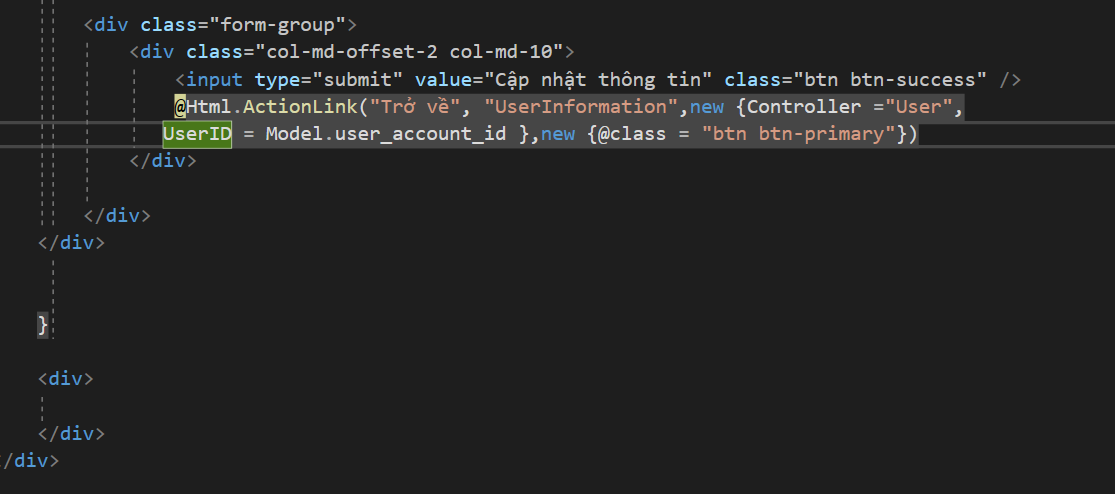 <div class="form-group">
<div class="col-md-offset-2 col-md-10">
<input type="submit" value="Cập nhật thông tin" class="btn btn-success" />
@Html.ActionLink("Trở về", "UserInformation",new {Controller ="User",
UserID = Model.user_account_id },new {@class = "btn btn-primary"})
</div>
</div>
</div>
}
<div>
</div>
/div>